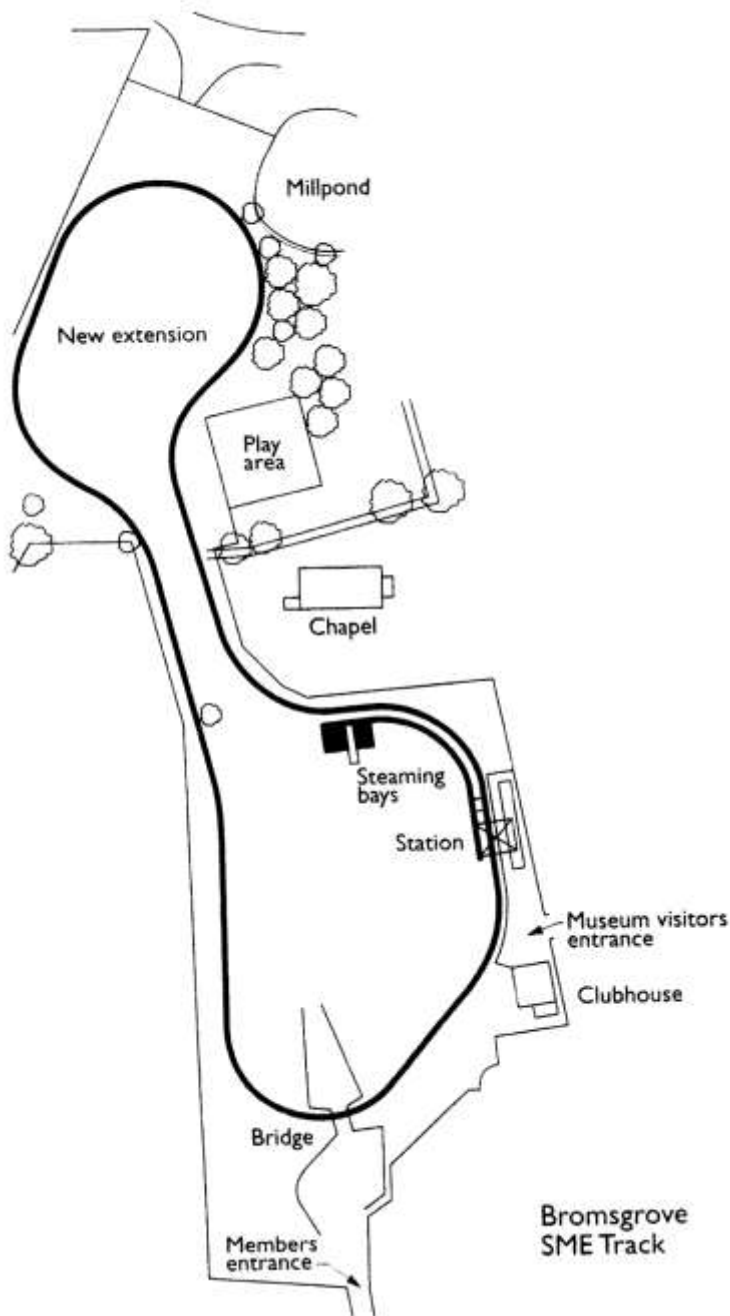 Millpond
New extension
Play
area
Chapel
Steaming
bays
Station
Museum visitors
entrance
Clubhouse
Bridge
Bromsgrove
SME Track
Members
entrance